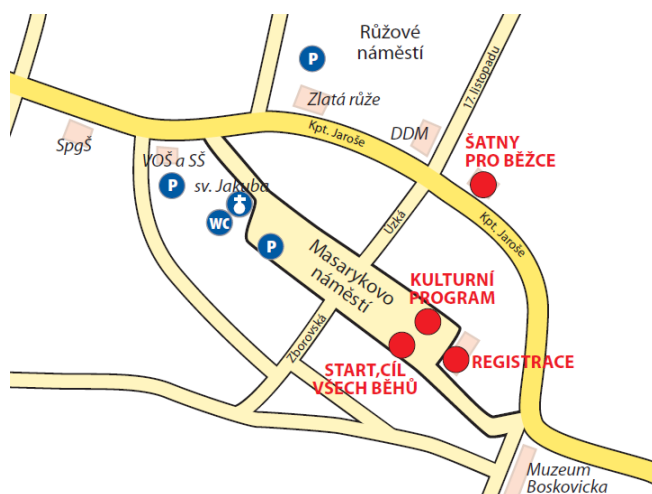 Růžové
náměstí
P
Zlatá růže
17. listopadu
Kpt. Jaroše
DDM
SpgŠ
VOŠ a SŠ
ŠATNY
PRO BĚŽCE
P
sv. Jakuba
WC
P
Úzká
Kpt. Jaroše
Masarykovo
náměstí
KULTURNÍ
PROGRAM
Zborovská
START,CÍL
VŠECH BĚHŮ
REGISTRACE
Muzeum
Boskovicka